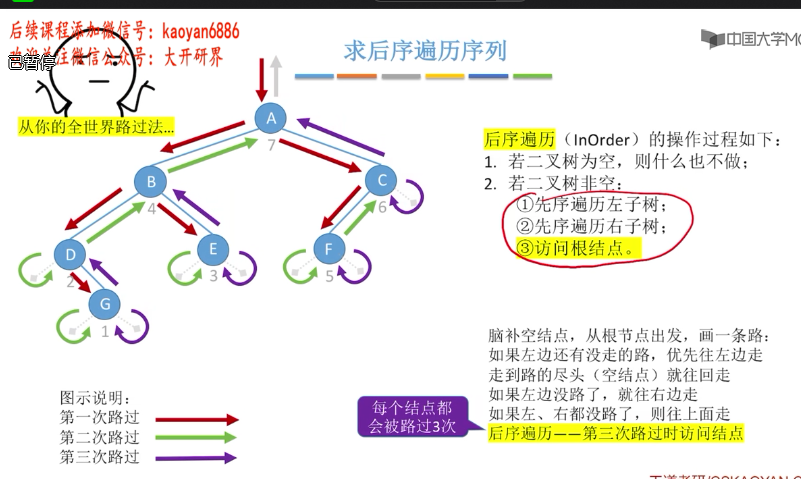 后续课程添加微信号：kaoyan6886
欢迎关注微信公众号：大开研界
已暂停
求后序遍历序列
中国大学MO
从你的全世界路过法…
A
7
B
4
C
6
D
2
E
3
F
5
G
1
后序遍历（InOrder）的操作过程如下：
1. 若二叉树为空，则什么也不做；
2. 若二叉树非空：
①先序遍历左子树；
②先序遍历右子树；
③访问根结点。
脑补空结点，从根节点出发，画一条路：
如果左边还有没走的路，优先往左边走
走到路的尽头（空结点）就往回走
如果左边没路了，就往右边走
如果左、右都没路了，则往上面走
后序遍历——第三次路过时访问结点
每个结点都
会被路过3次
图示说明：
第一次路过
第二次路过
第三次路过